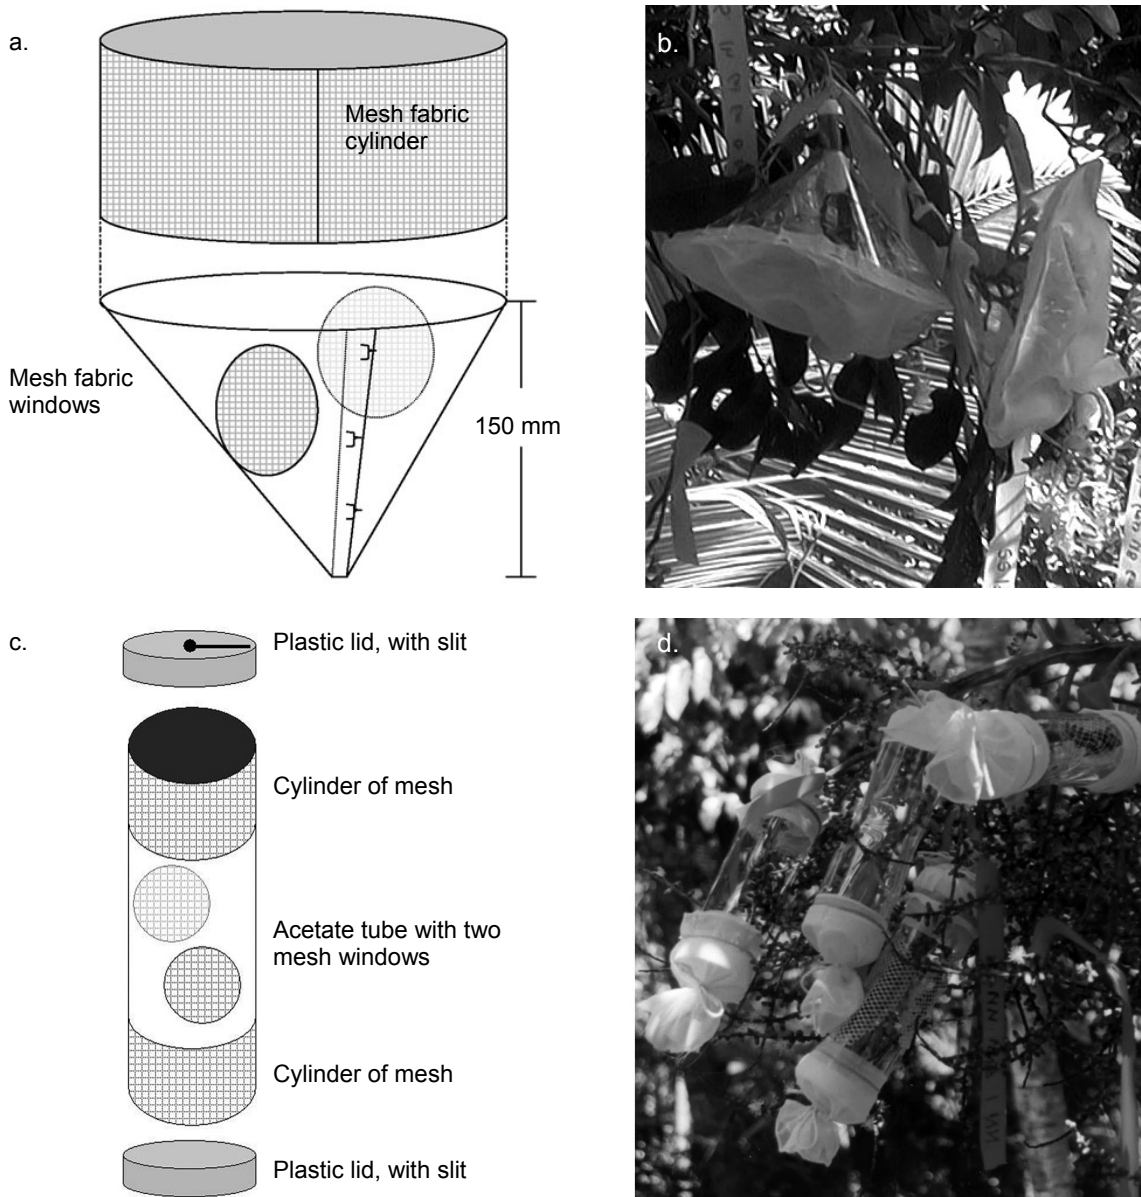 a.
Mesh fabric
cylinder
Mesh fabric
windows
150 mm
b.
c.
Plastic lid, with slit
Cylinder of mesh
Acetate tube with two
mesh windows
Cylinder of mesh
Plastic lid, with slit
d.